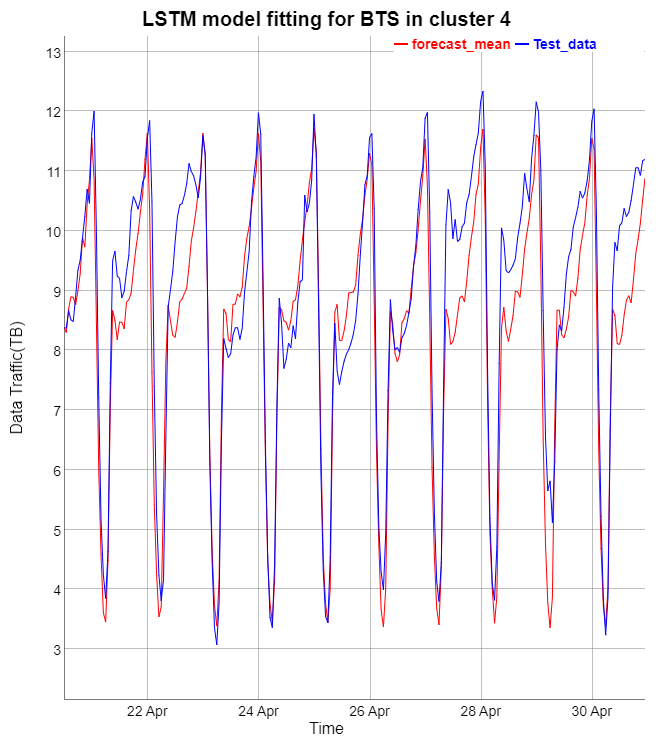 LSTM model fitting for BTS in cluster 4
forecast_mean Test_data
13
12
11
10
9
8
7
6
5
4
3
Data Traffic(TB)
22 Apr 24 Apr 26 Apr 28 Apr 30 Apr
Time